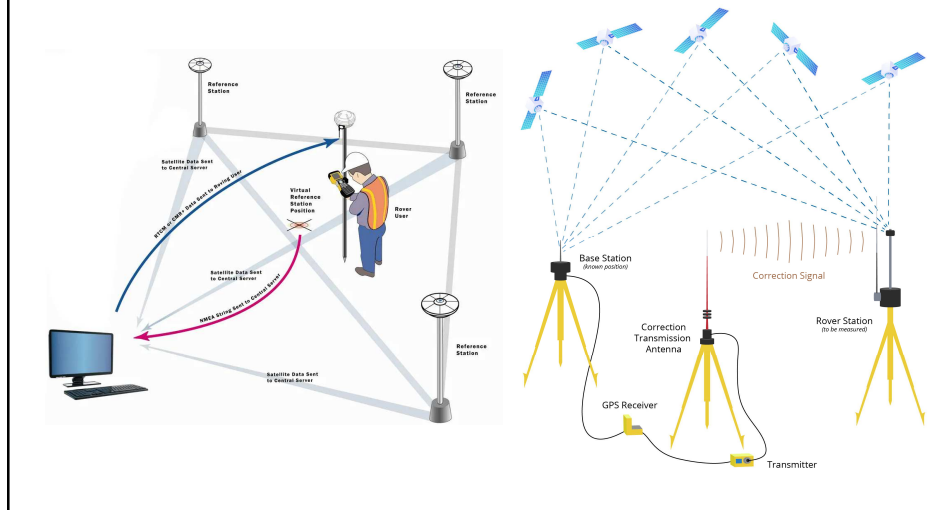 Reference
Station
Reference
Station
Satellite Data Sent
to Central Server
RTCM or CMR+ Data Sent to Roving User
Virtual
Reference
Station
Position
Rover
User
Satellite Data Sent
to Central Server
NMEA String Sent to Central Server
Reference
Station
Satellite Data Sent
to Central Server
Base Station
(known position)
Correction Signal
Correction
Transmission
Antenna
Rover Station
(to be measured)
GPS Receiver
Transmitter